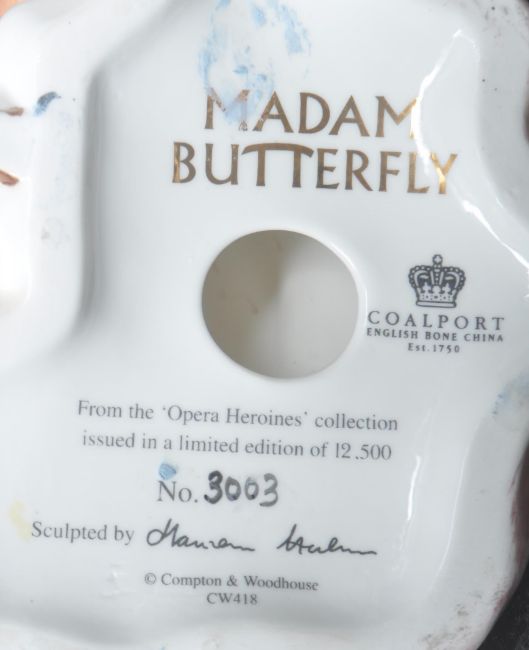 MADAM
BUTTERFLY
COALPORT
ENGLISH BONE CHINA
Est.1750
From the ‘Opera Heroines’ collection
issued in a limited edition of 12.500
No. 3003
Sculpted by
© Compton & Woodhouse
CW418